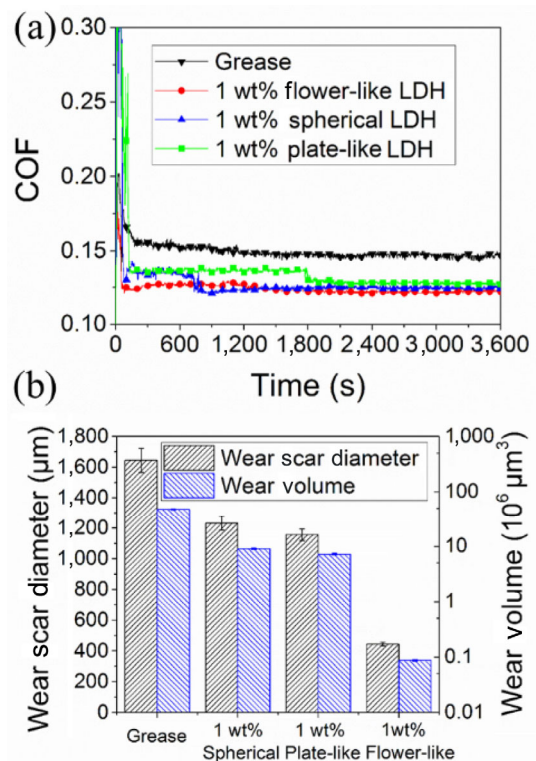 (a)
0.30
0.25
0.20
0.15
0.10
COF
Grease
1 wt% flower-like LDH
1 wt% spherical LDH
1 wt% plate-like LDH
0 600 1,200 1,800 2,400 3,000 3,600
Time (s)
(b)
Wear scar diameter (μm)
1,800
1,600
1,400
1,200
1,000
800
600
400
200
0
Wear scar diameter
Wear volume
1,000
100
10
1
0.1
0.01
Wear volume (10⁶ μm³)
Grease 1 wt% 1 wt% 1wt%
Spherical Plate-like Flower-like